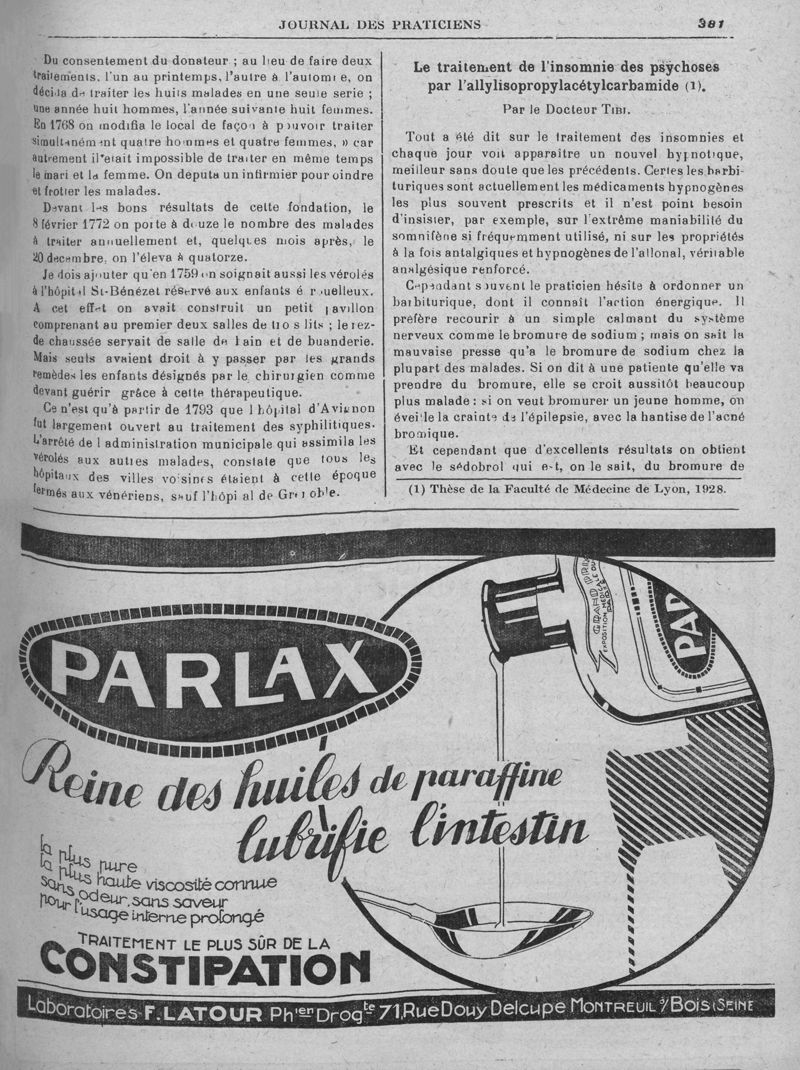 JOURNAL DES PRATICIENS 381
Du consentement du donateur ; au lieu de faire deux
traitements, l'un au printemps, l'autre à l'automne, on
décida de traiter les huits malades en une seule serie ;
une année huit hommes, l'année suivante huit femmes.
En 1768 on modifia le local de façon à pouvoir traiter
simultanément quatre hommes et quatre femmes, » car
autrement il etait impossible de traiter en même temps
le mari et la femme. On deputa un infirmier pour oindre
et frotter les malades.
Devant les bons résultats de cette fondation, le
8 février 1772 on porte à douze le nombre des malades
à traiter annuellement et, quelques mois après, le
20 decembre, on l'éleva à quatorze.
Je dois ajouter qu'en 1759 on soignait aussi les vérolés
à l'hôpital St-Bénézet réservé aux enfants é rouelleux.
A cet effet on avait construit un petit pavillon
comprenant au premier deux salles de trois lits ; le rez-
de chaussée servait de salle de bain et de buanderie.
Mais seuls avaient droit à y passer par les grands
remèdes les enfants désignés par le chirurgien comme
devant guérir grâce à cette thérapeutique.
Ce n'est qu'à partir de 1793 que l hôpital d'Avignon
fut largement ouvert au traitement des syphilitiques.
L'arrêté de l administration municipale qui assimila les
vérolés aux autres malades, constate que tous les
hôpitaux des villes voisines étaient à cette époque
fermés aux vénériens, sauf l'hôpi al de Grenoble.
Le traitement de l'insomnie des psychoses
par l'allylisopropylacétylcarbamide (1).
Par le Docteur TIBI.
Tout a été dit sur le traitement des insomnies et
chaque jour voit apparaître un nouvel hypnotique,
meilleur sans doute que les précédents. Certes les barbi-
turiques sont actuellement les médicaments hypnogènes
les plus souvent prescrits et il n'est point besoin
d'insister, par exemple, sur l'extrême maniabilité du
somnifène si fréquemment utilisé, ni sur les propriétés
à la fois antalgiques et hypnogènes de l'allonal, véritable
analgésique renforcé.
Cependant souvent le praticien hésite à ordonner un
barbiturique, dont il connaît l'action énergique. Il
prefère recourir à un simple calmant du système
nerveux comme le bromure de sodium ; mais on sait la
mauvaise presse qu'a le bromure de sodium chez la
plupart des malades. Si on dit à une patiente qu'elle va
prendre du bromure, elle se croit aussitôt beaucoup
plus malade : si on veut bromurer un jeune homme, on
éveille la crainte de l'épilepsie, avec la hantise de l'acné
bromique.
Et cependant que d'excellents résultats on obtient
avec le sédobrol qui est, on le sait, du bromure de
(1) Thèse de la Faculté de Médecine de Lyon, 1928.
GRAND PRIX
EXPOSITION MÉDICALE DU
PARIS
PAR
PARLAX
Reine des huiles de paraffine
lubrifie l'intestin
la plus pure
la plus haute viscosité connue
sans odeur, sans saveur
pour l'usage interne prolongé
TRAITEMENT LE PLUS SÛR DE LA
CONSTIPATION
Laboratoires F. LATOUR Phien Drogte 71, Rue Douy Delcupe MONTREUIL s/ Bois (SEINE